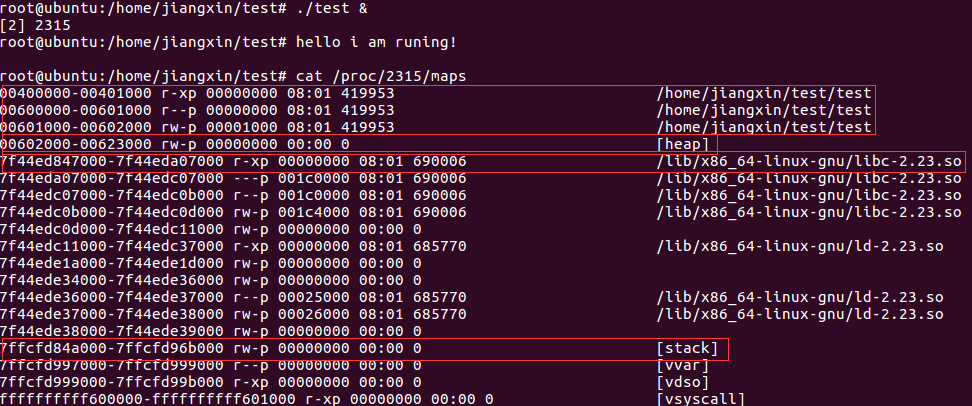 root@ubuntu:/home/jiangxin/test# ./test &
[2] 2315
root@ubuntu:/home/jiangxin/test# hello i am runing!
root@ubuntu:/home/jiangxin/test# cat /proc/2315/maps
00400000-00401000 r-xp 00000000 08:01 419953 /home/jiangxin/test/test
00600000-00601000 r--p 00000000 08:01 419953 /home/jiangxin/test/test
00601000-00602000 rw-p 00001000 08:01 419953 /home/jiangxin/test/test
00602000-00623000 rw-p 00000000 00:00 0 [heap]
7f44ed847000-7f44eda07000 r-xp 00000000 08:01 690006 /lib/x86_64-linux-gnu/libc-2.23.so
7f44eda07000-7f44edc07000 ---p 001c0000 08:01 690006 /lib/x86_64-linux-gnu/libc-2.23.so
7f44edc07000-7f44edc0b000 r--p 001c0000 08:01 690006 /lib/x86_64-linux-gnu/libc-2.23.so
7f44edc0b000-7f44edc0d000 rw-p 001c4000 08:01 690006 /lib/x86_64-linux-gnu/libc-2.23.so
7f44edc0d000-7f44edc11000 rw-p 00000000 00:00 0
7f44edc11000-7f44edc37000 r-xp 00000000 08:01 685770 /lib/x86_64-linux-gnu/ld-2.23.so
7f44ede1a000-7f44ede1d000 rw-p 00000000 00:00 0
7f44ede34000-7f44ede36000 rw-p 00000000 00:00 0
7f44ede36000-7f44ede37000 r--p 00025000 08:01 685770 /lib/x86_64-linux-gnu/ld-2.23.so
7f44ede37000-7f44ede38000 rw-p 00026000 08:01 685770 /lib/x86_64-linux-gnu/ld-2.23.so
7f44ede38000-7f44ede39000 rw-p 00000000 00:00 0
7ffcfd84a000-7ffcfd96b000 rw-p 00000000 00:00 0 [stack]
7ffcfd997000-7ffcfd999000 r--p 00000000 00:00 0 [vvar]
7ffcfd999000-7ffcfd99b000 r-xp 00000000 00:00 0 [vdso]
ffffffffff600000-ffffffffff601000 r-xp 00000000 00:00 0 [vsyscall]